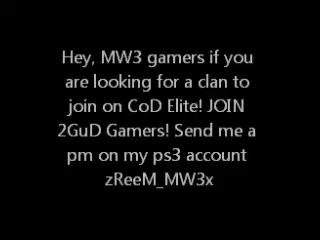 Hey, MW3 gamers if you
are looking for a clan to
join on CoD Elite! JOIN
2GuD Gamers! Send me a
pm on my ps3 account
zReeM_MW3x